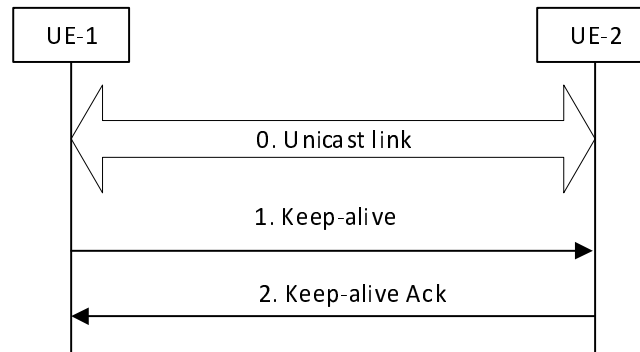 UE-1
UE-2
0. Unicast link
1. Keep-alive
2. Keep-alive Ack